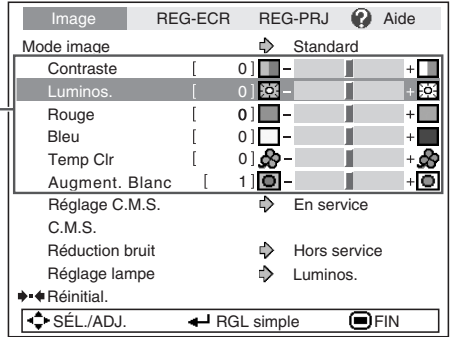 Image REG-ECR REG-PRJ ? Aide
Mode image Standard
Contraste [ 0 ] - +
Luminos. [ 0 ] - +
Rouge [ 0 ] - +
Bleu [ 0 ] - +
Temp Clr [ 0 ] - +
Augment. Blanc [ 1 ] - +
Réglage C.M.S. En service
C.M.S.
Réduction bruit Hors service
Réglage lampe Luminos.
Réinitial.
SÉL./ADJ. RGL simple FIN